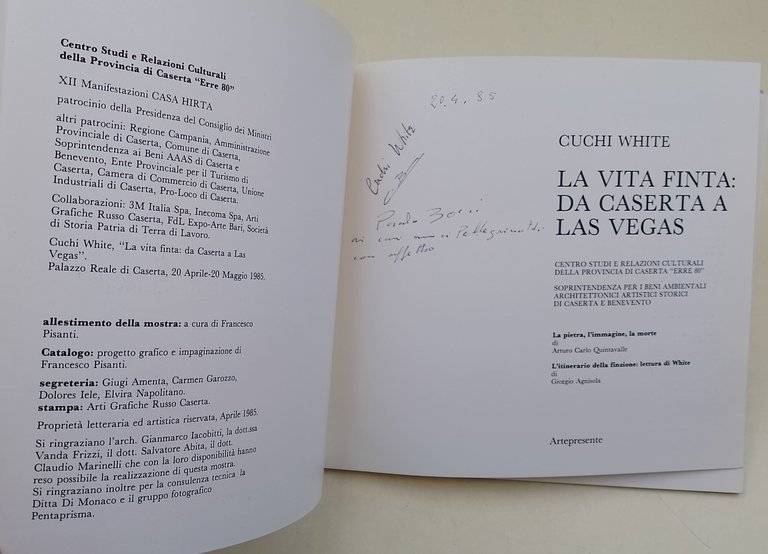 Centro Studi e Relazioni Culturali
della Provincia di Caserta "Erre 80"
XII Manifestazioni CASA HIRTA
patrocinio della Presidenza del Consiglio dei Ministri
altri patrocini: Regione Campania, Amministrazione
Provinciale di Caserta, Comune di Caserta,
Soprintendenza ai Beni AAAS di Caserta e
Benevento, Ente Provinciale per il Turismo di
Caserta, Camera di Commercio di Caserta, Unione
Industriali di Caserta, Pro-Loco di Caserta.
Collaborazioni: 3M Italia Spa, Inecoma Spa, Arti
Grafiche Russo Caserta, FdL Expo-Arte Bari, Società
di Storia Patria di Terra di Lavoro.
Cuchi White, "La vita finta: da Caserta a Las
Vegas".
Palazzo Reale di Caserta, 20 Aprile-20 Maggio 1985.
allestimento della mostra: a cura di Francesco
Pisanti.
Catalogo: progetto grafico e impaginazione di
Francesco Pisanti.
segreteria: Giugi Amenta, Carmen Garozzo,
Dolores Iele, Elvira Napolitano.
stampa: Arti Grafiche Russo Caserta.
Proprietà letteraria ed artistica riservata, Aprile 1985.
Si ringraziano l'arch. Gianmarco Iacobitti, la dott.ssa
Vanda Frizzi, il dott. Salvatore Abita, il dott.
Claudio Marinelli che con la loro disponibilità hanno
reso possibile la realizzazione di questa mostra.
Si ringraziano inoltre per la consulenza tecnica la
Ditta Di Monaco e il gruppo fotografico
Pentaprisma.
20.4.85
Cuchi White
Paola
ai cari
con affetto
CUCHI WHITE
LA VITA FINTA:
DA CASERTA A
LAS VEGAS
CENTRO STUDI E RELAZIONI CULTURALI
DELLA PROVINCIA DI CASERTA "ERRE 80"
SOPRINTENDENZA PER I BENI AMBIENTALI
ARCHITETTONICI ARTISTICI STORICI
DI CASERTA E BENEVENTO
La pietra, l'immagine, la morte
di
Arturo Carlo Quintavalle
L'itinerario della finzione: lettura di White
di
Giorgio Agnisola
Artepresente